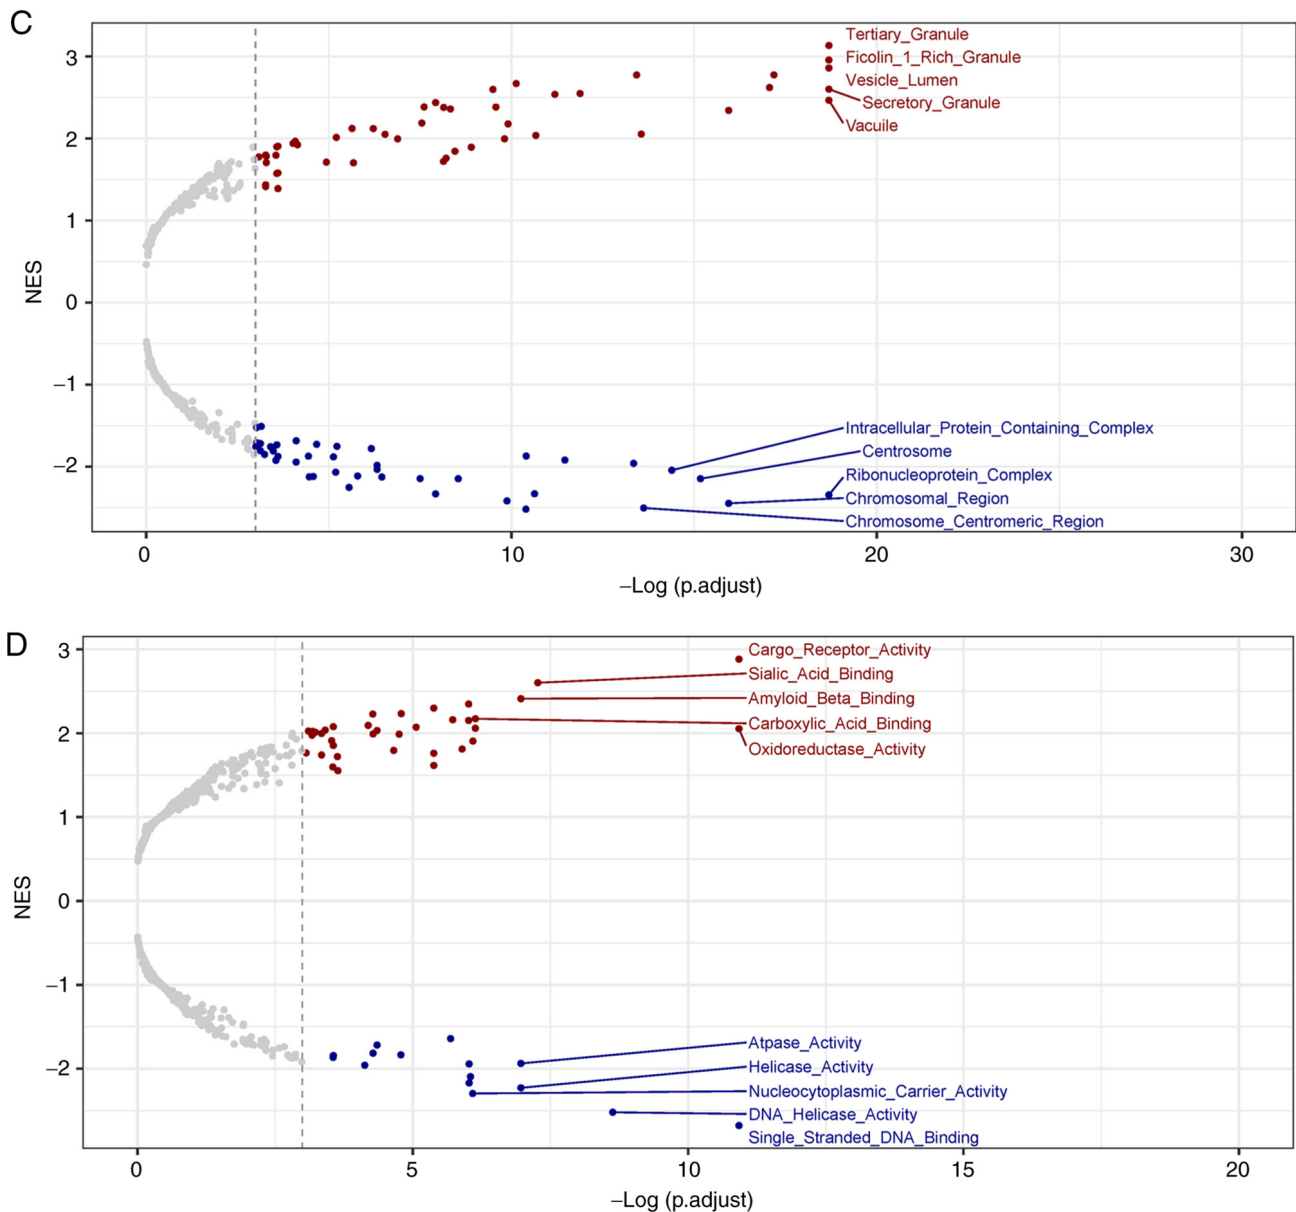 C
Tertiary_Granule
Ficolin_1_Rich_Granule
Vesicle_Lumen
Secretory_Granule
Vacuile
3
2
1
0
−1
−2
NES
Intracellular_Protein_Containing_Complex
Centrosome
Ribonucleoprotein_Complex
Chromosomal_Region
Chromosome_Centromeric_Region
0 10 20 30
−Log (p.adjust)
D
Cargo_Receptor_Activity
Sialic_Acid_Binding
Amyloid_Beta_Binding
Carboxylic_Acid_Binding
Oxidoreductase_Activity
3
2
1
0
−1
−2
NES
Atpase_Activity
Helicase_Activity
Nucleocytoplasmic_Carrier_Activity
DNA_Helicase_Activity
Single_Stranded_DNA_Binding
0 5 10 15 20
−Log (p.adjust)